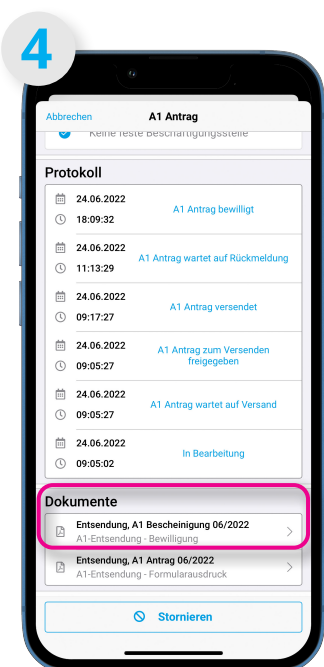 4
Abbrechen A1 Antrag
Keine feste Beschäftigungsstelle
Protokoll
24.06.2022
18:09:32
A1 Antrag bewilligt
24.06.2022
11:13:29
A1 Antrag wartet auf Rückmeldung
24.06.2022
09:17:27
A1 Antrag versendet
24.06.2022
09:05:27
A1 Antrag zum Versenden
freigegeben
24.06.2022
09:05:27
A1 Antrag wartet auf Versand
24.06.2022
09:05:02
In Bearbeitung
Dokumente
Entsendung, A1 Bescheinigung 06/2022
A1-Entsendung - Bewilligung
Entsendung, A1 Antrag 06/2022
A1-Entsendung - Formularausdruck
Stornieren